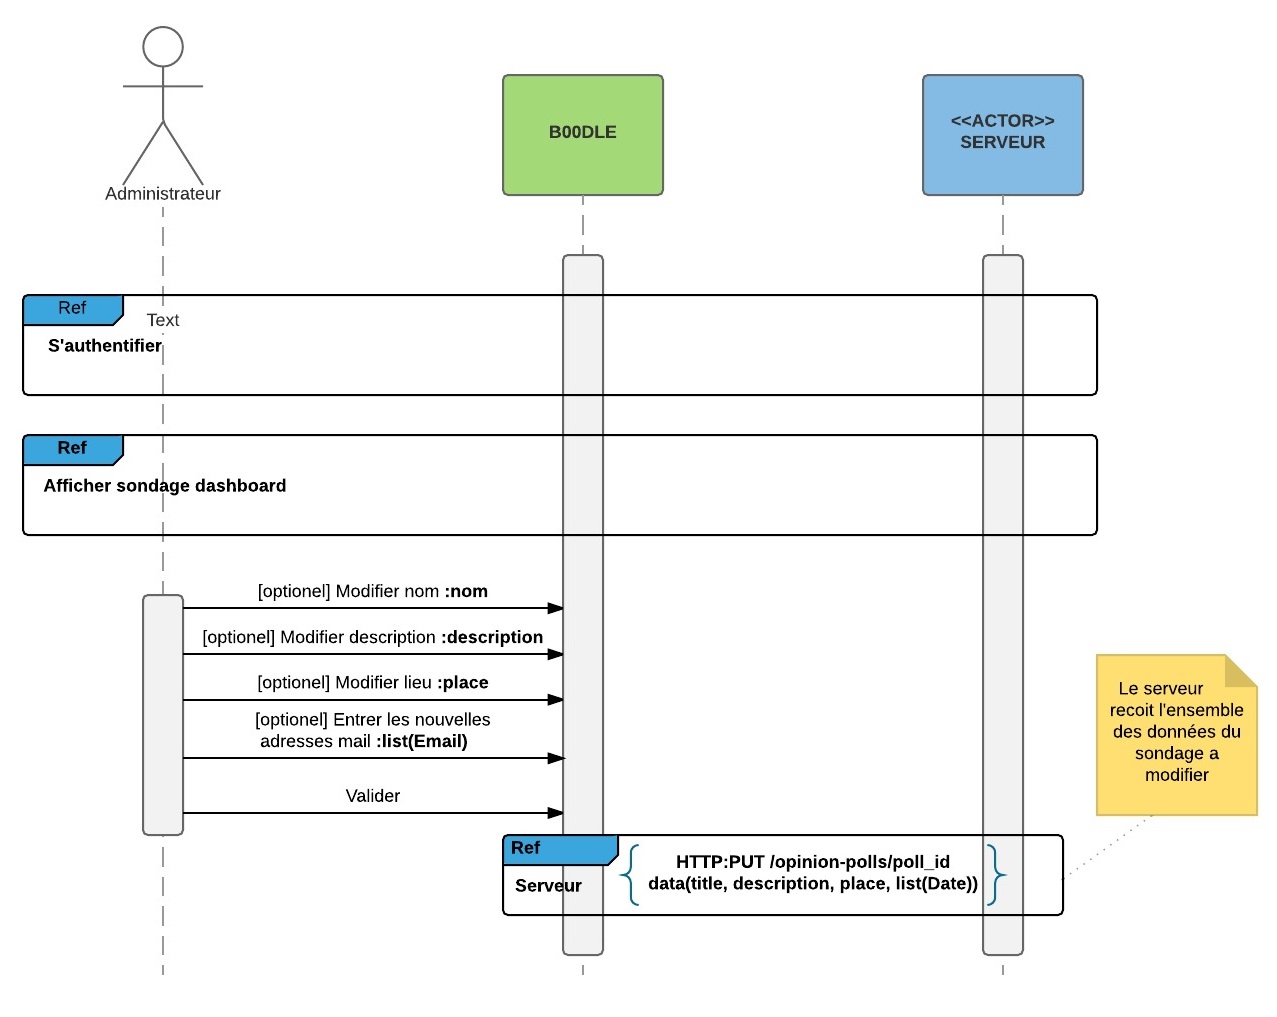 Administrateur
B00DLE
<<ACTOR>>
SERVEUR
Ref
Text
S'authentifier
Ref
Afficher sondage dashboard
[optionel] Modifier nom :nom
[optionel] Modifier description :description
[optionel] Modifier lieu :place
[optionel] Entrer les nouvelles
adresses mail :list(Email)
Valider
Le serveur
recoit l'ensemble
des données du
sondage a
modifier
Ref
Serveur
HTTP:PUT /opinion-polls/poll_id
data(title, description, place, list(Date))